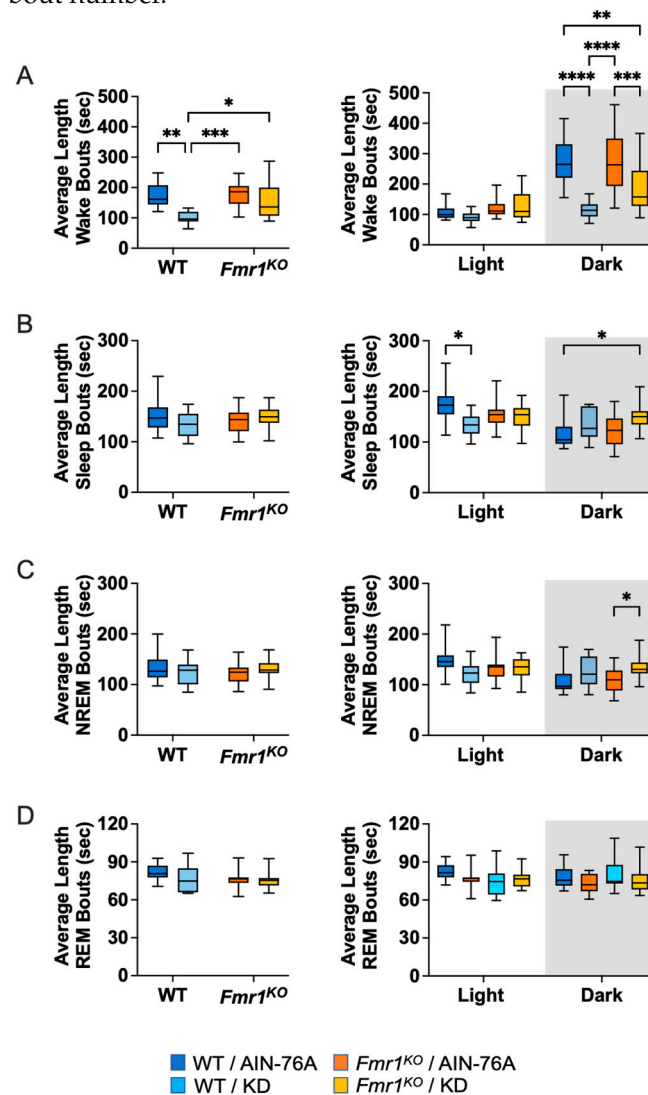 bout number.
A
Average Length
Wake Bouts (sec)
500
400
300
200
100
0
**
***
*
WT
Fmr1KO
Average Length
Wake Bouts (sec)
500
400
300
200
100
0
**
****
****
***
Light
Dark
B
Average Length
Sleep Bouts (sec)
300
200
100
0
WT
Fmr1KO
Average Length
Sleep Bouts (sec)
300
200
100
0
*
*
Light
Dark
C
Average Length
NREM Bouts (sec)
300
200
100
0
WT
Fmr1KO
Average Length
NREM Bouts (sec)
300
200
100
0
*
Light
Dark
D
Average Length
REM Bouts (sec)
120
90
60
30
0
WT
Fmr1KO
Average Length
REM Bouts (sec)
120
90
60
30
0
Light
Dark
WT / AIN-76A
Fmr1KO / AIN-76A
WT / KD
Fmr1KO / KD